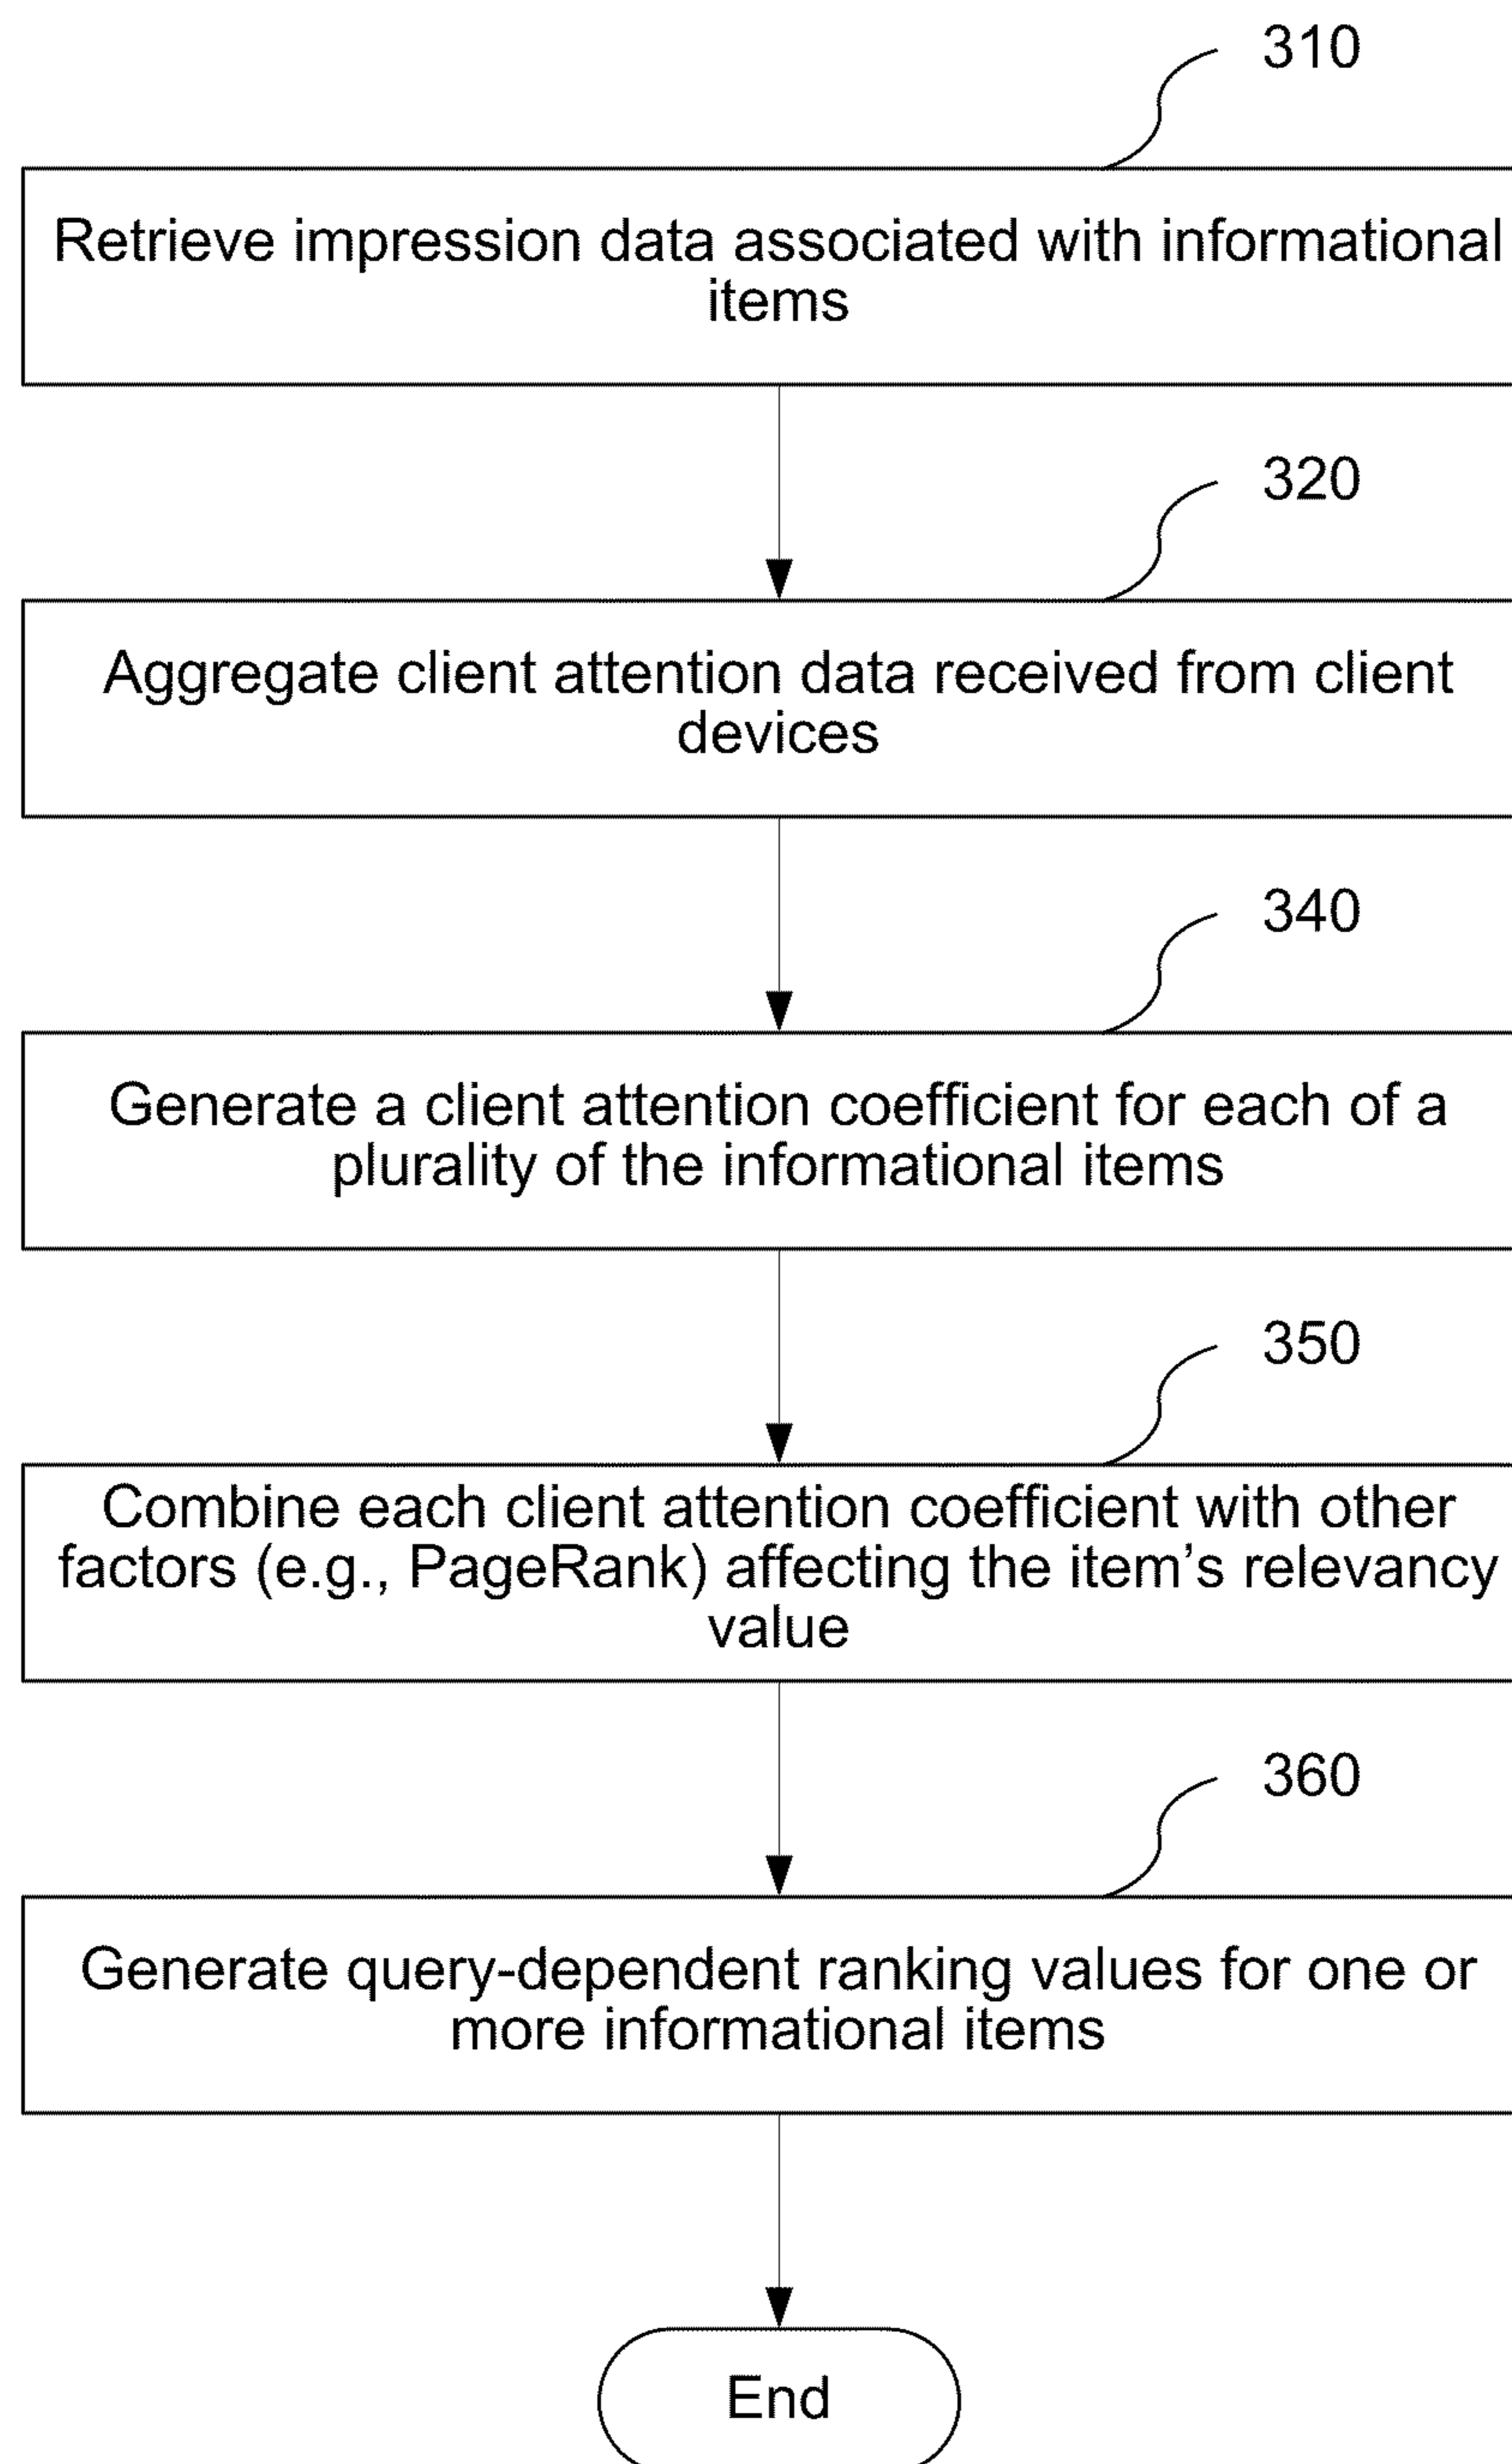 310
Retrieve impression data associated with informational
items
320
Aggregate client attention data received from client
devices
340
Generate a client attention coefficient for each of a
plurality of the informational items
350
Combine each client attention coefficient with other
factors (e.g., PageRank) affecting the item’s relevancy
value
360
Generate query-dependent ranking values for one or
more informational items
End